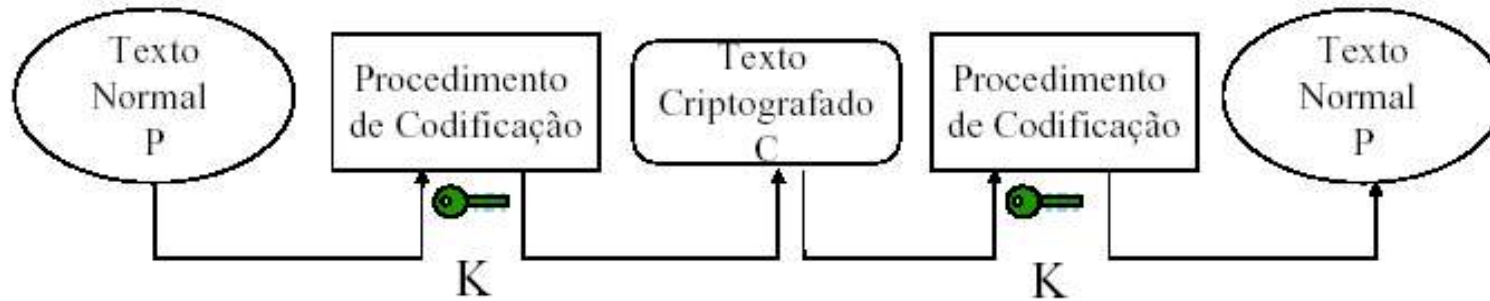 Texto
Normal
P
Procedimento
de Codificação
Texto
Criptografado
C
Procedimento
de Codificação
Texto
Normal
P
K
K